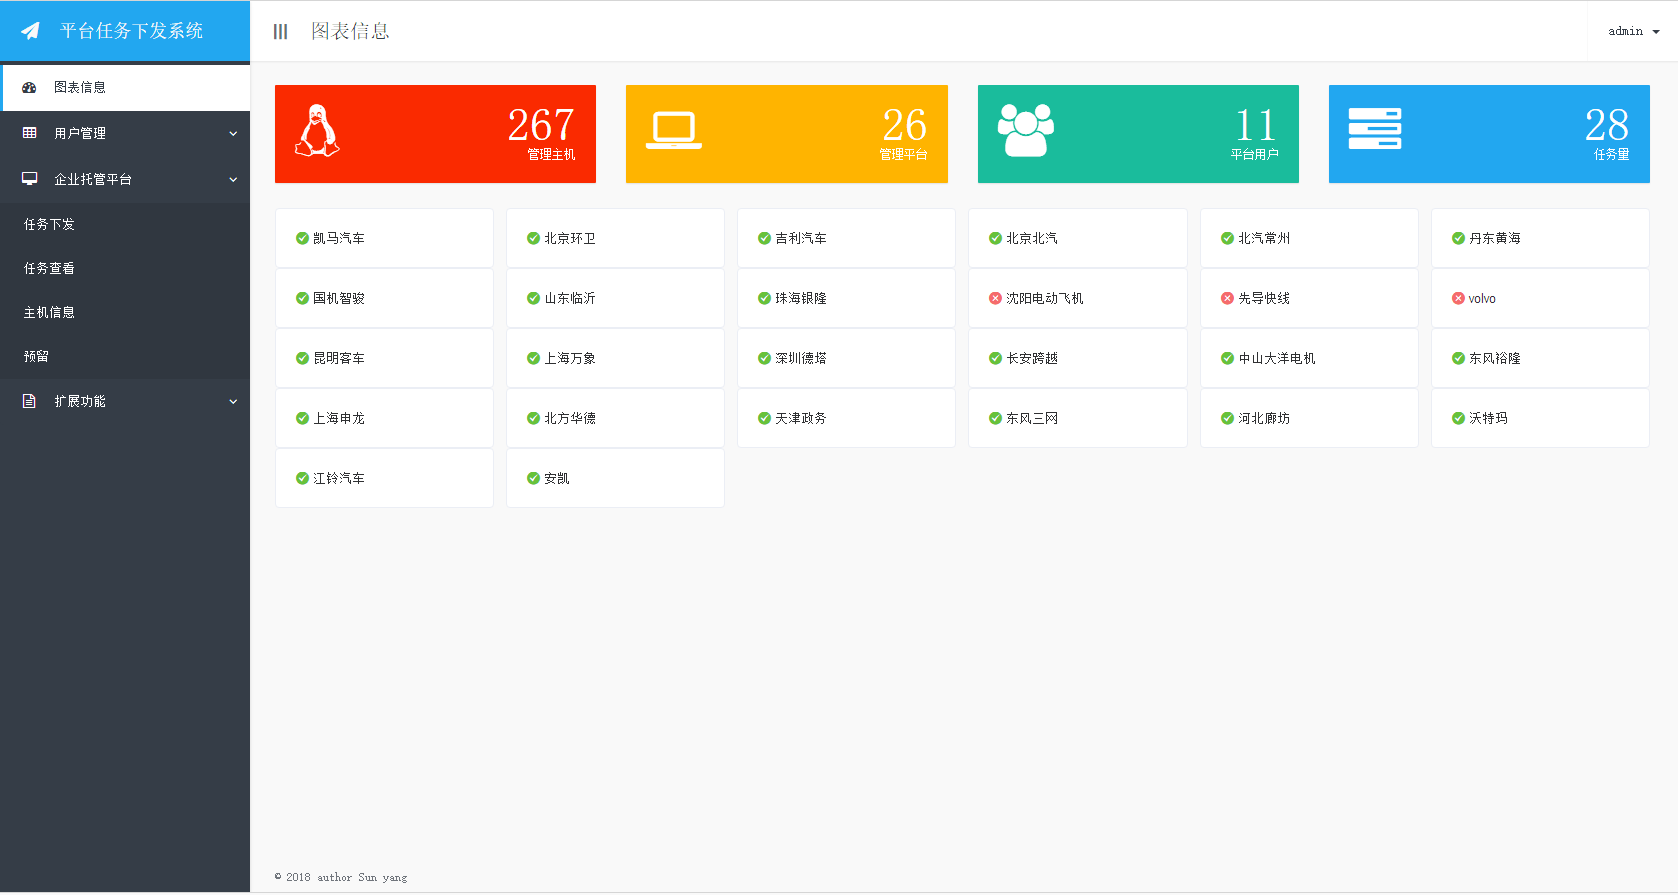 平台任务下发系统
图表信息
admin
图表信息
用户管理
企业托管平台
任务下发
任务查看
主机信息
预留
扩展功能
267
管理主机
26
管理平台
11
平台用户
28
任务量
凯马汽车
北京环卫
吉利汽车
北京北汽
北汽常州
丹东黄海
国机智骏
山东临沂
珠海银隆
沈阳电动飞机
先导快线
volvo
昆明客车
上海万象
深圳德塔
长安跨越
中山大洋电机
东风裕隆
上海申龙
北方华德
天津政务
东风三网
河北廊坊
沃特玛
江铃汽车
安凯
© 2018 author Sun yang